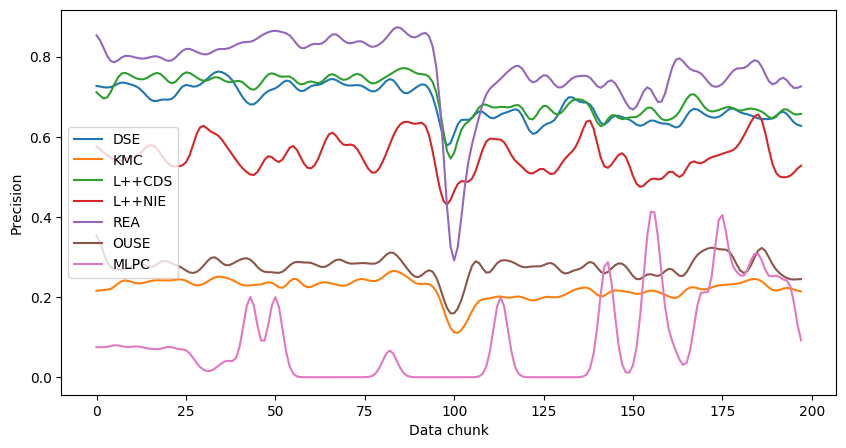 0.8
0.6
0.4
0.2
0.0
Precision
DSE
KMC
L++CDS
L++NIE
REA
OUSE
MLPC
0 25 50 75 100 125 150 175 200
Data chunk